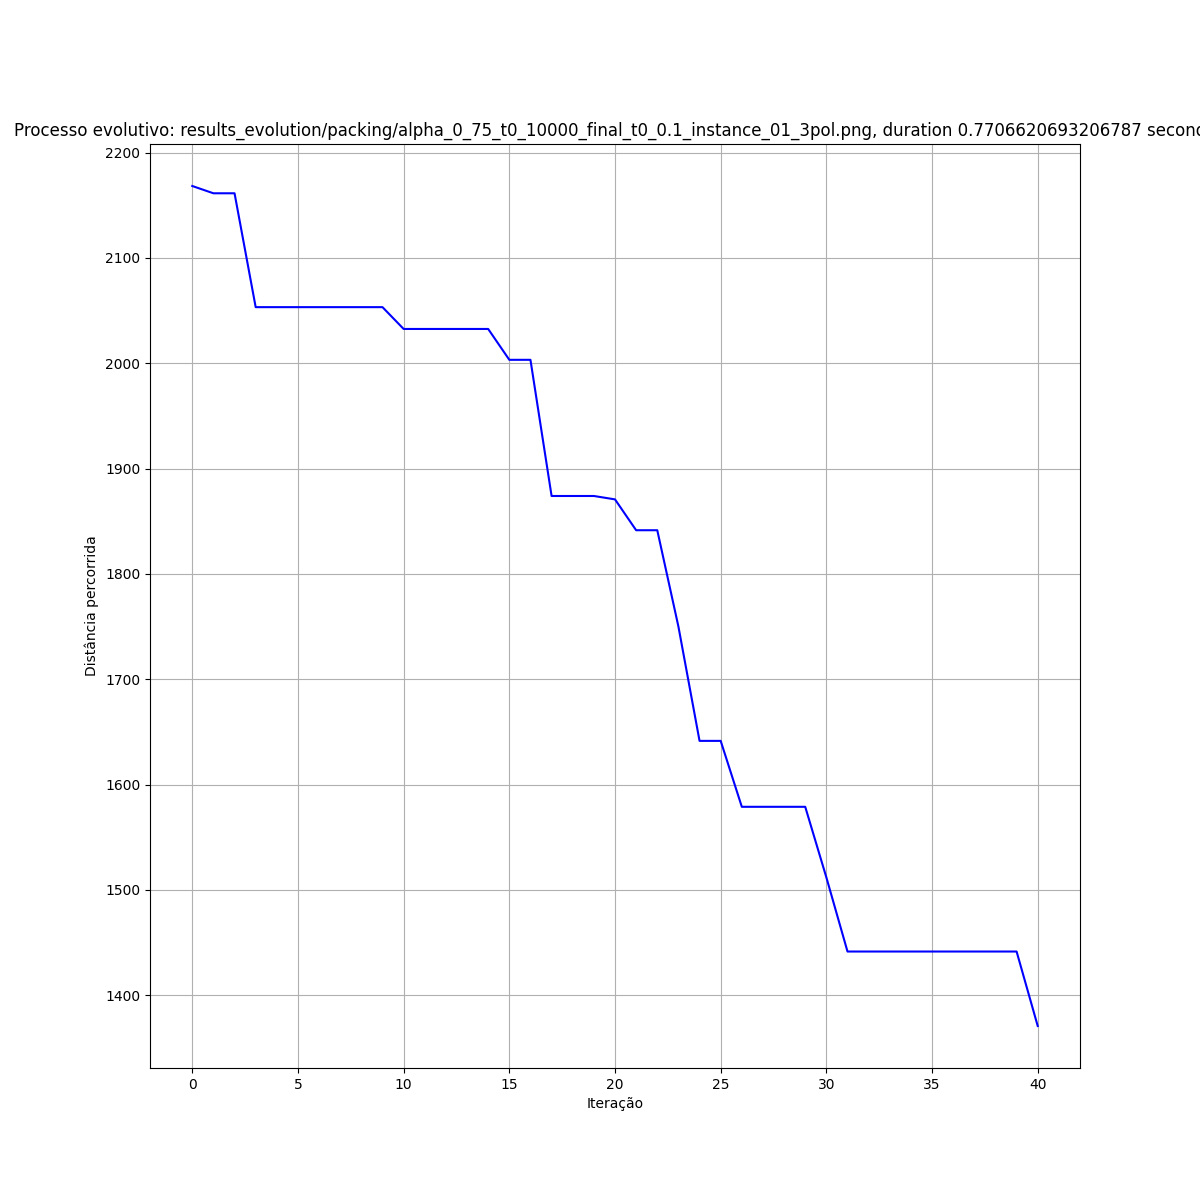 Processo evolutivo: results_evolution/packing/alpha_0_75_t0_10000_final_t0_0.1_instance_01_3pol.png, duration 0.7706620693206787 secon
2200
2100
2000
1900
1800
1700
1600
1500
1400
Distância percorrida
0 5 10 15 20 25 30 35 40
Iteração